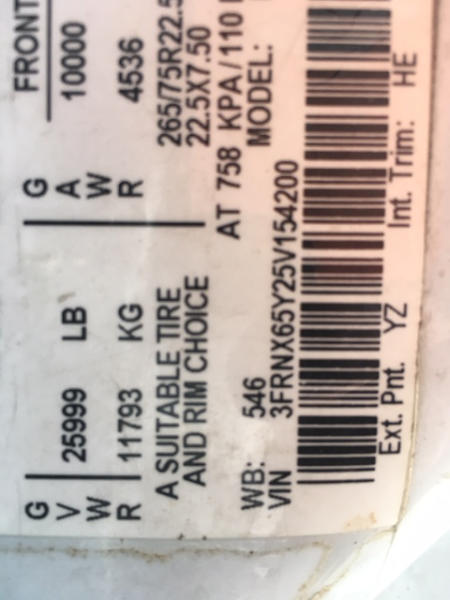 FRONT
G 25999 LB G 10000
V A
W W
R 11793 KG R 4536
A SUITABLE TIRE 265/75R22.5
AND RIM CHOICE 22.5X7.50
AT 758 KPA/110
WB: 546 MODEL:
VIN 3FRNX65Y25V154200
Ext. Pnt. YZ Int. Trim: HE